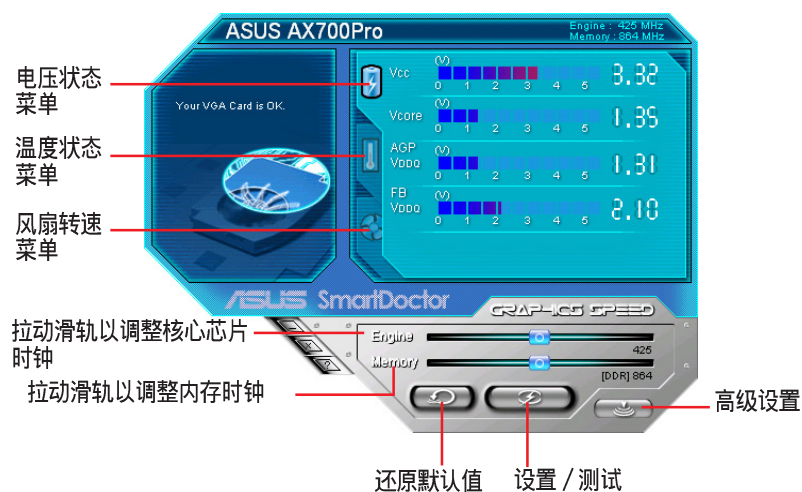 ASUS AX700Pro
Engine : 425 MHz
Memory : 864 MHz
电压状态
菜单
温度状态
菜单
风扇转速
菜单
Your VGA Card is OK.
Vcc
(V)
0 1 2 3 4 5
3.32
Vcore
(V)
0 1 2 3 4 5
1.35
AGP
VDDQ
(V)
0 1 2 3 4 5
1.31
FB
VDDQ
(V)
0 1 2 3 4 5
2.10
ASUS SmartDoctor
GRAPHICS SPEED
拉动滑轨以调整核心芯片
时钟
Engine
425
Memory
[DDR] 864
拉动滑轨以调整内存时钟
高级设置
还原默认值
设置 / 测试